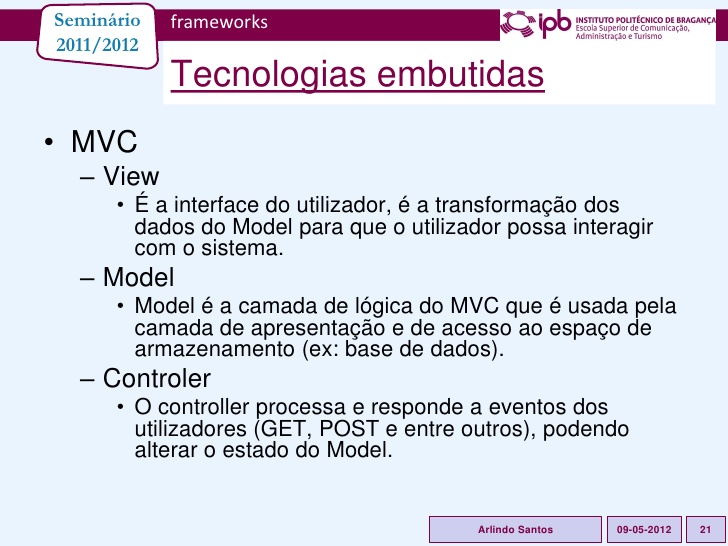 Seminário
2011/2012
frameworks
ipb INSTITUTO POLITÉCNICO DE BRAGANÇA
Escola Superior de Comunicação,
Administração e Turismo
Tecnologias embutidas
• MVC
– View
• É a interface do utilizador, é a transformação dos
dados do Model para que o utilizador possa interagir
com o sistema.
– Model
• Model é a camada de lógica do MVC que é usada pela
camada de apresentação e de acesso ao espaço de
armazenamento (ex: base de dados).
– Controler
• O controller processa e responde a eventos dos
utilizadores (GET, POST e entre outros), podendo
alterar o estado do Model.
Arlindo Santos 09-05-2012 21